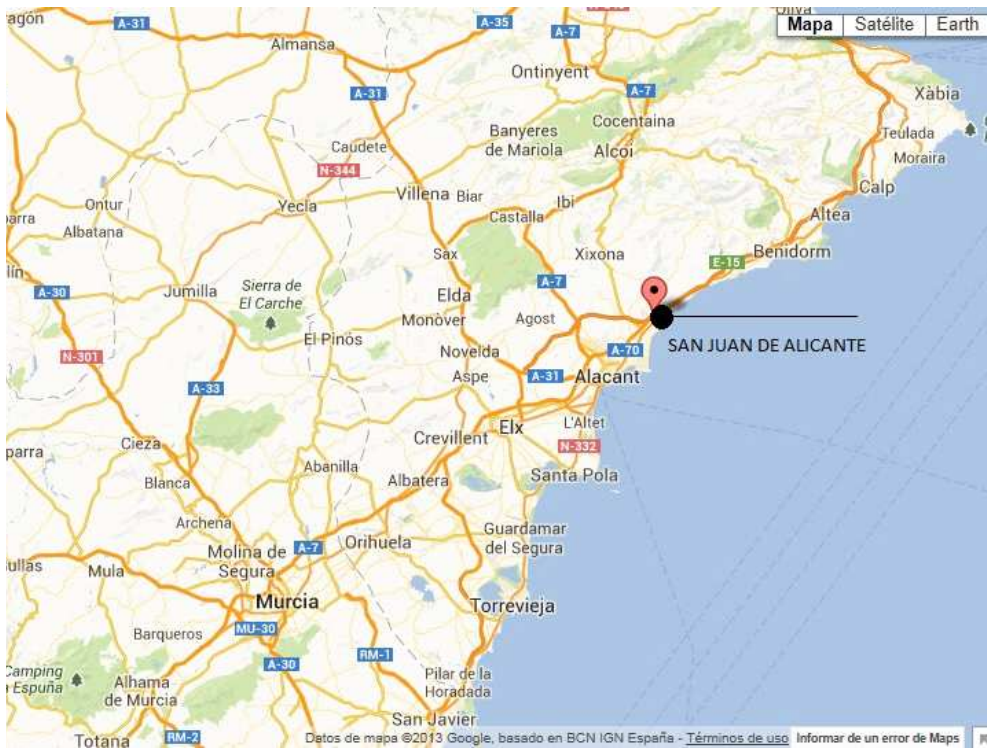 Mapa Satélite Earth
A-31
A-35
A-7
Almansa
Ontinyent
A-31
A-7
Xàbia
Cocentaina
Banyeres
de Mariola
Teulada
Caudete
Alcoi
Moraira
N-344
Villena
Biar
Calp
Ontur
Yecla
Ibi
Castalla
Altea
Albatana
Sax
Xixona
Benidorm
E-15
A-30
Jumilla
Sierra de
El Carche
Elda
A-7
Monòver
Agost
El Pinós
SAN JUAN DE ALICANTE
N-301
Novelda
A-70
A-33
Aspe
A-31
Alacant
Elx
L'Altet
Cieza
Crevillent
N-332
Abanilla
Blanca
Albatera
Santa Pola
Archena
Guardamar
del Segura
Molina de
Segura
A-7
Orihuela
Mula
Murcia
Torrevieja
MU-30
Barqueros
RM-1
A-30
Camping
Pilar de la
Horadada
España
Alhama
de Murcia
San Javier
RM-2
Totana
Datos de mapa ©2013 Google, basado en BCN IGN España - Términos de uso Informar de un error de Maps